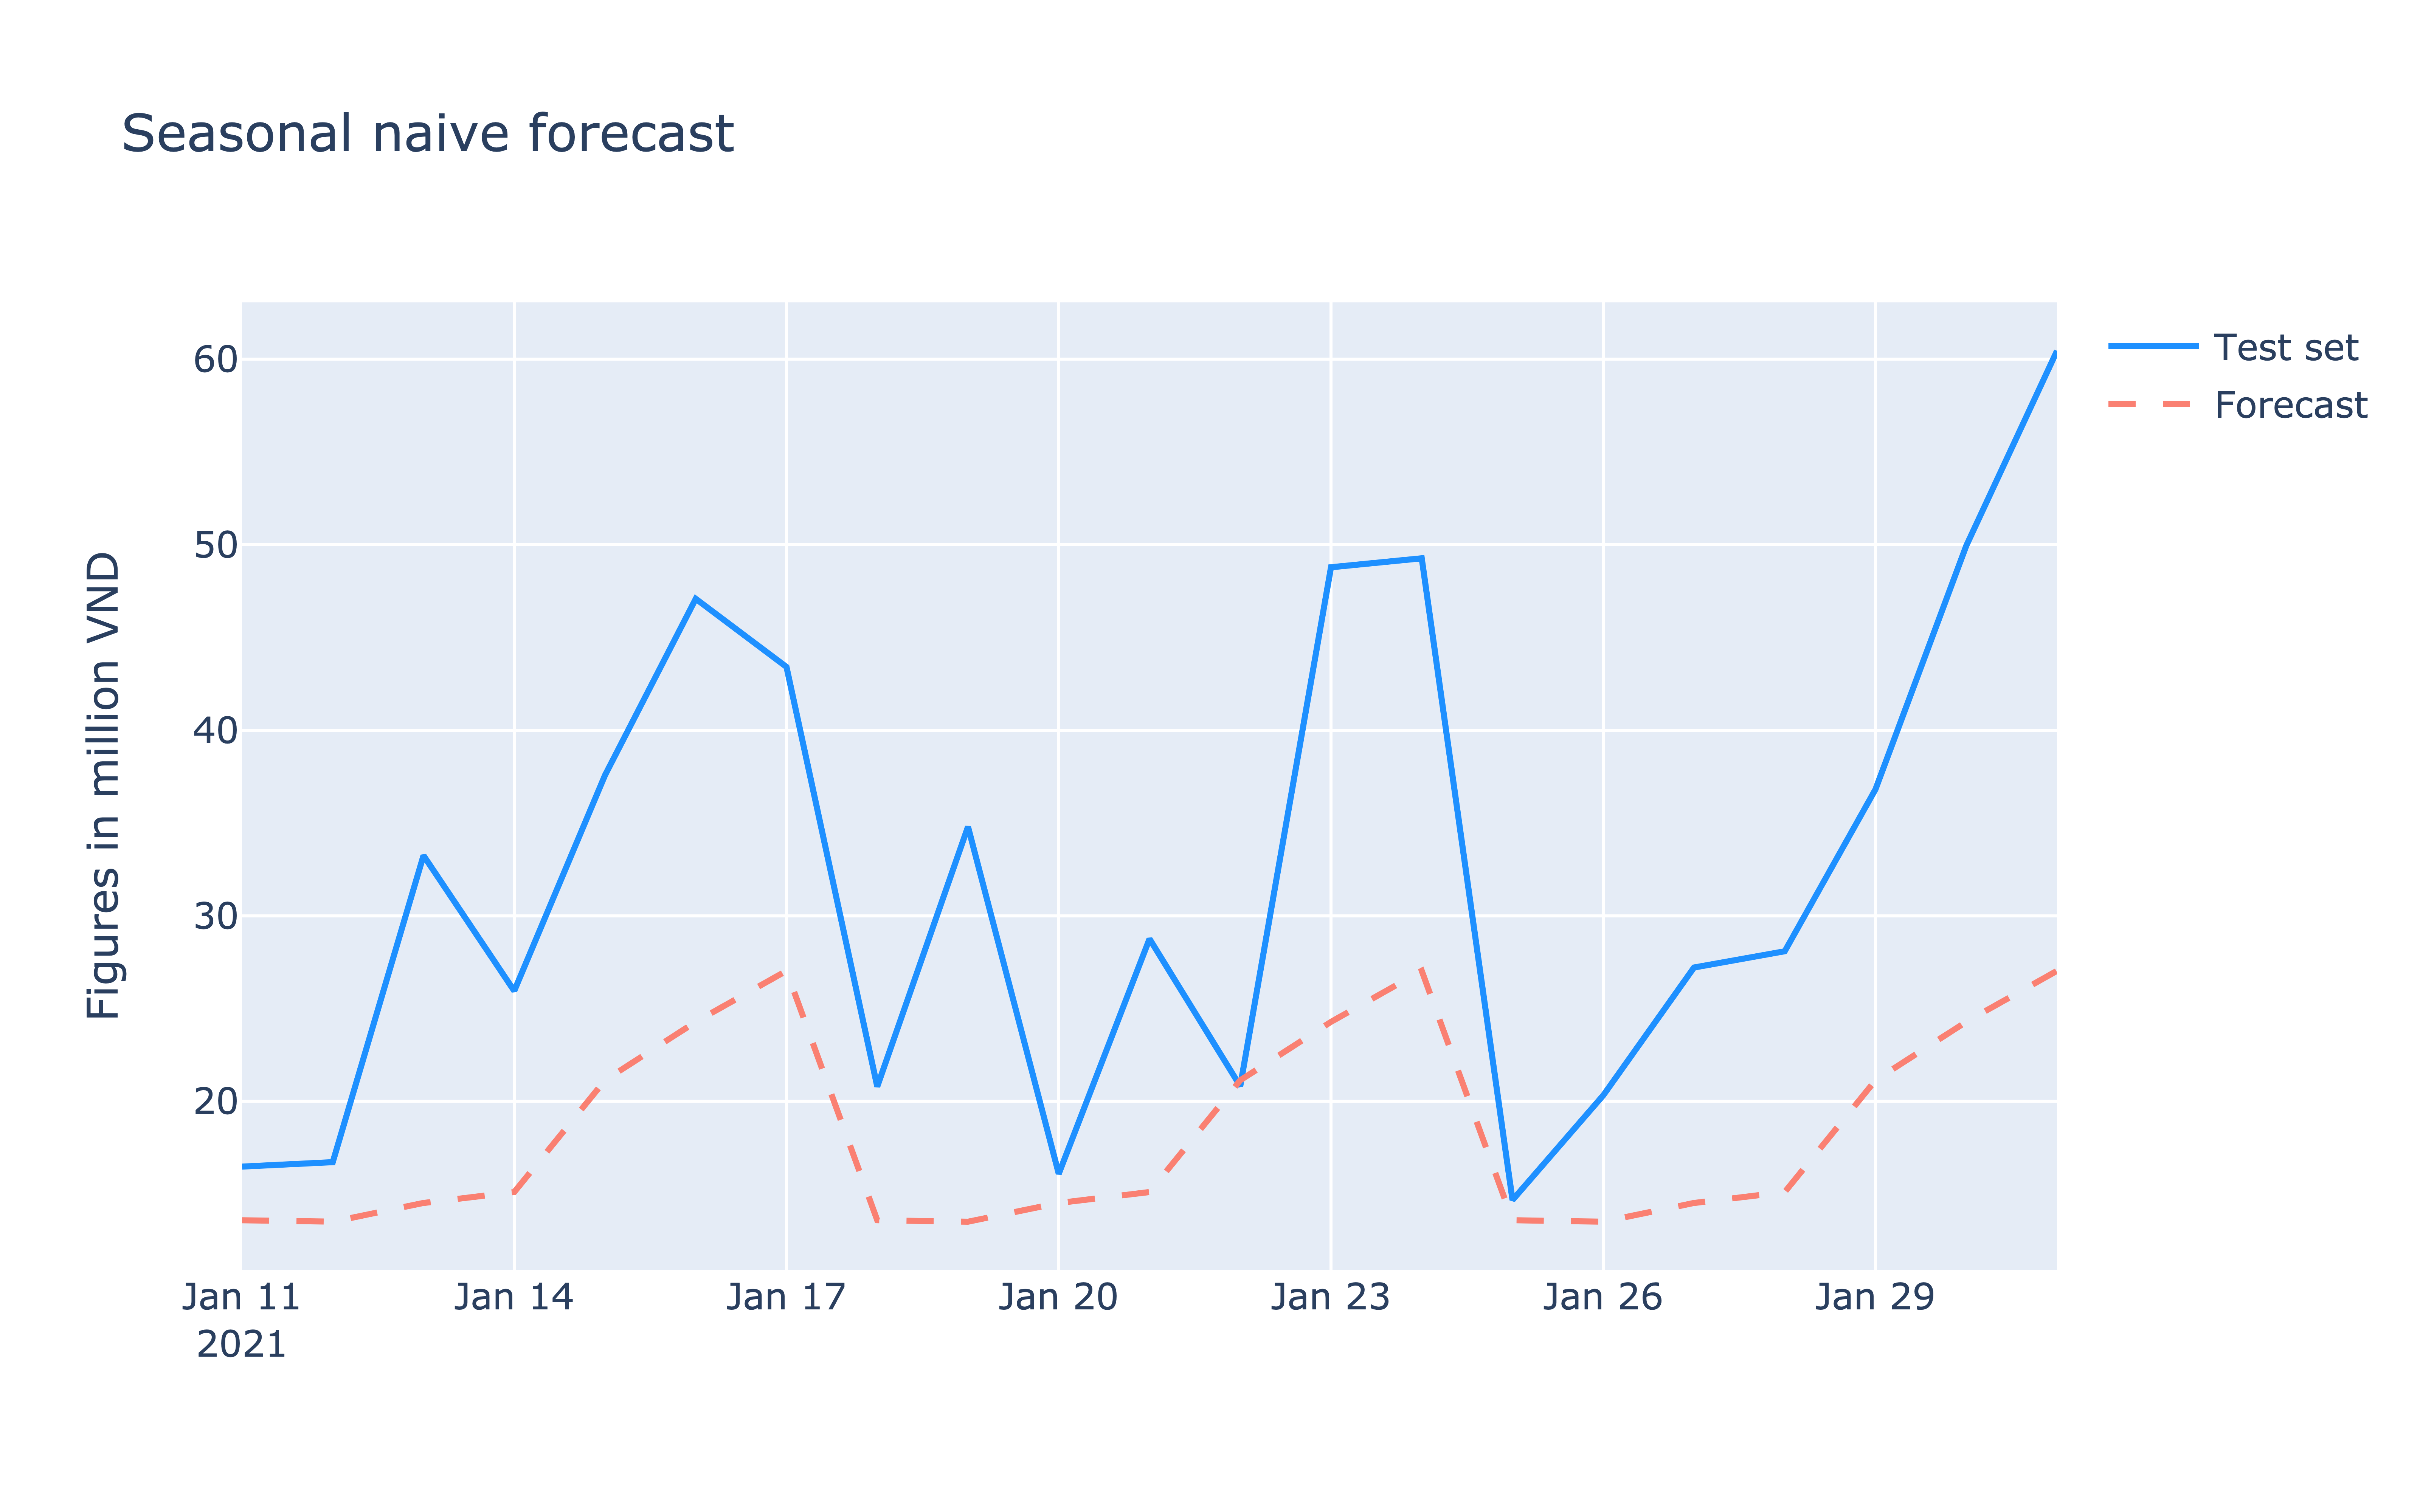 Seasonal naive forecast
Test set
Forecast
Figures in million VND
60
50
40
30
20
Jan 11
2021
Jan 14
Jan 17
Jan 20
Jan 23
Jan 26
Jan 29